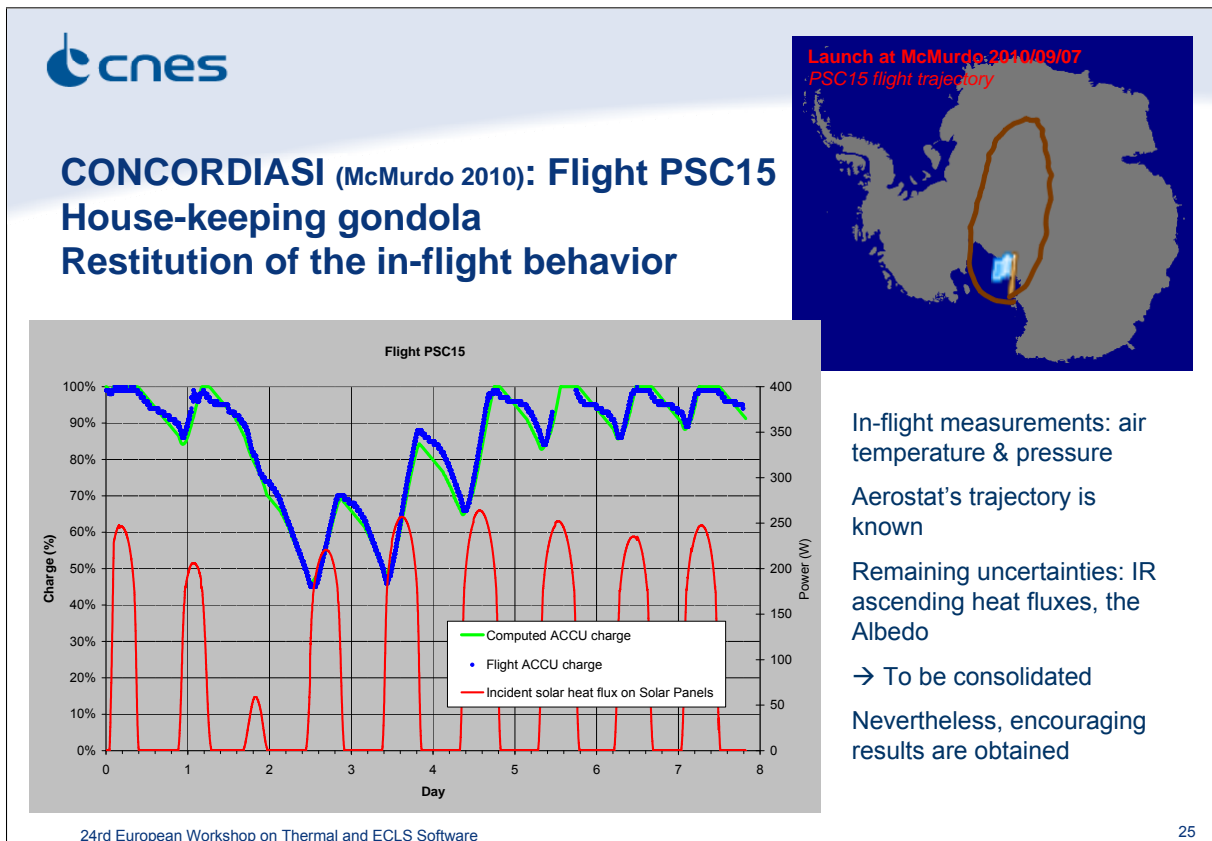 cnes
Launch at McMurdo 2010/09/07
PSC15 flight trajectory
CONCORDIASI (McMurdo 2010): Flight PSC15
House-keeping gondola
Restitution of the in-flight behavior
Flight PSC15
100%
90%
80%
70%
60%
50%
40%
30%
20%
10%
0%
Charge (%)
400
350
300
250
200
150
100
50
0
Power (W)
Computed ACCU charge
Flight ACCU charge
Incident solar heat flux on Solar Panels
0 1 2 3 4 5 6 7 8
Day
In-flight measurements: air
temperature & pressure
Aerostat's trajectory is
known
Remaining uncertainties: IR
ascending heat fluxes, the
Albedo
→ To be consolidated
Nevertheless, encouraging
results are obtained
24rd European Workshop on Thermal and ECLS Software
25